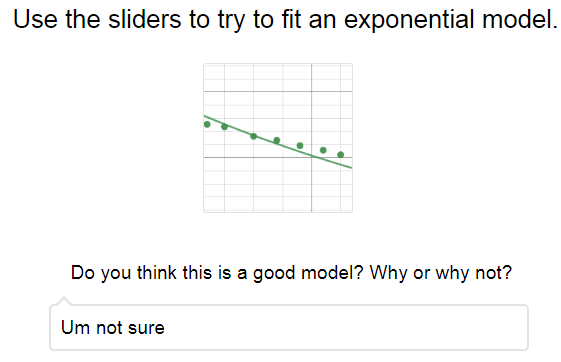 Use the sliders to try to fit an exponential model.
Do you think this is a good model? Why or why not?
Um not sure